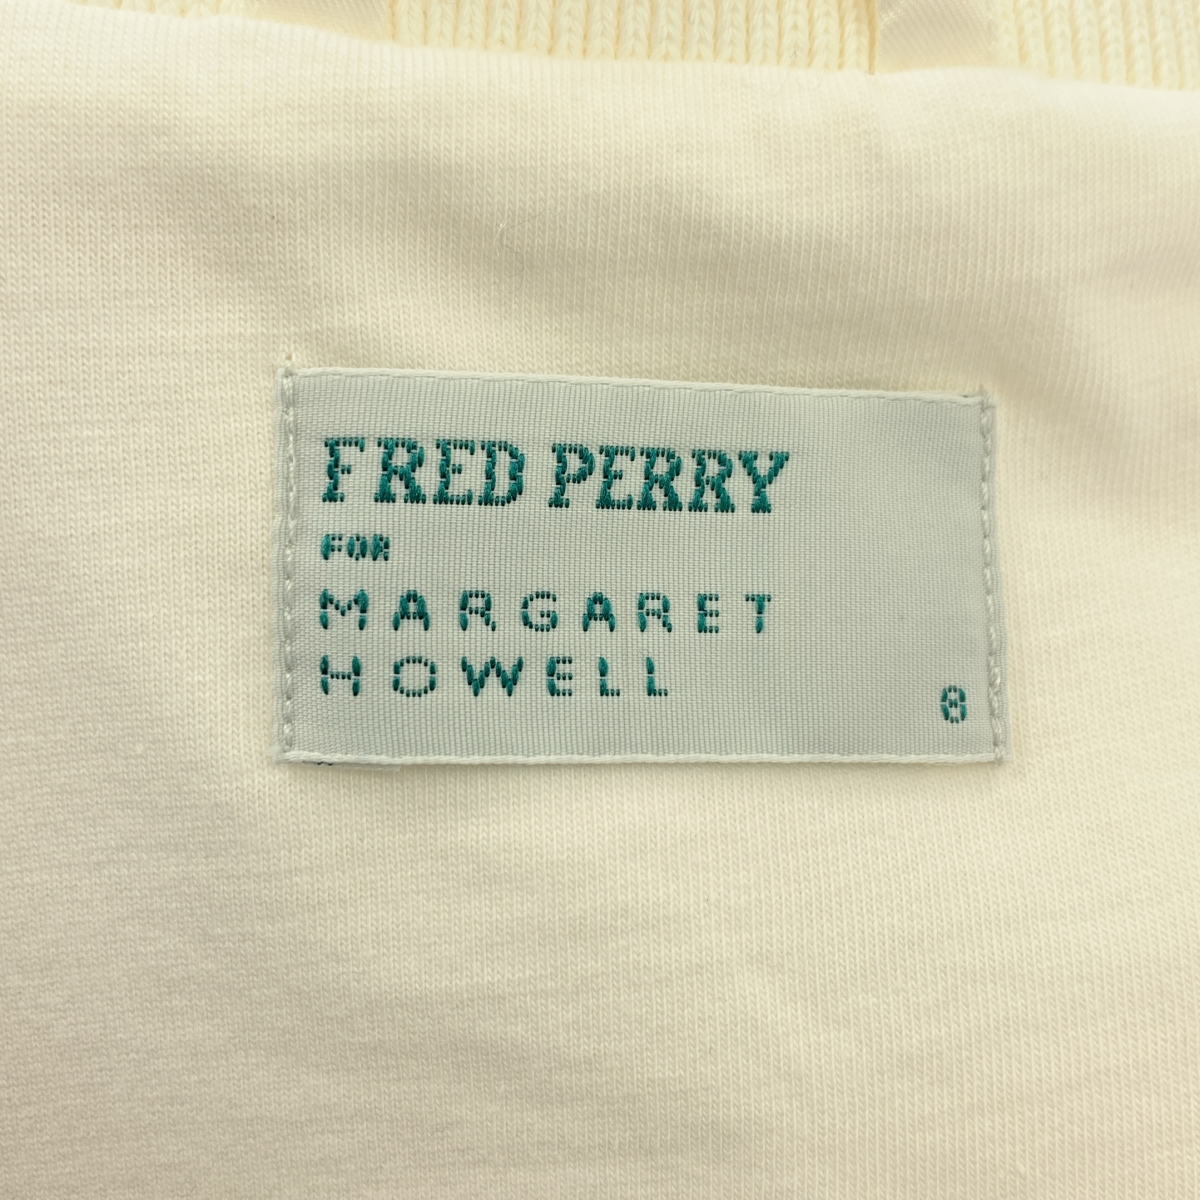 FRED PERRY
FOR
MARGARET
HOWELL
8